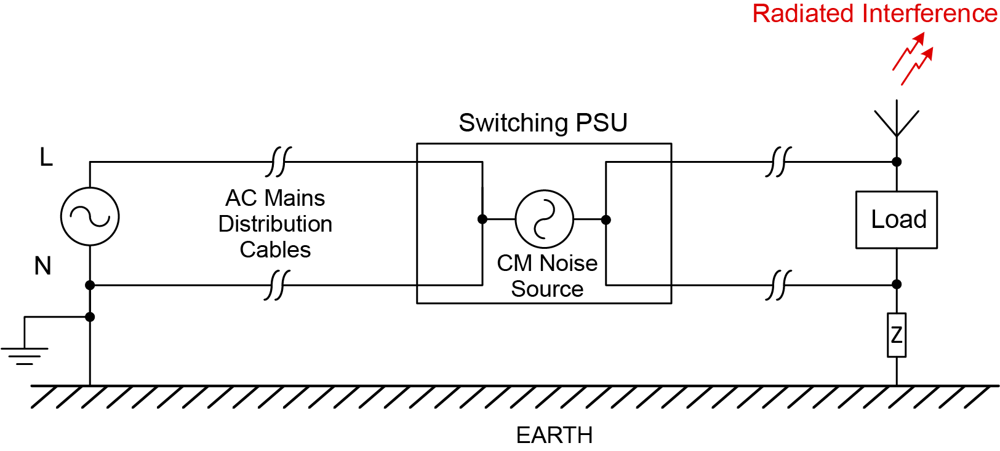 Radiated Interference
Switching PSU
L
AC Mains
Distribution
Cables
N
CM Noise
Source
Load
Z
EARTH